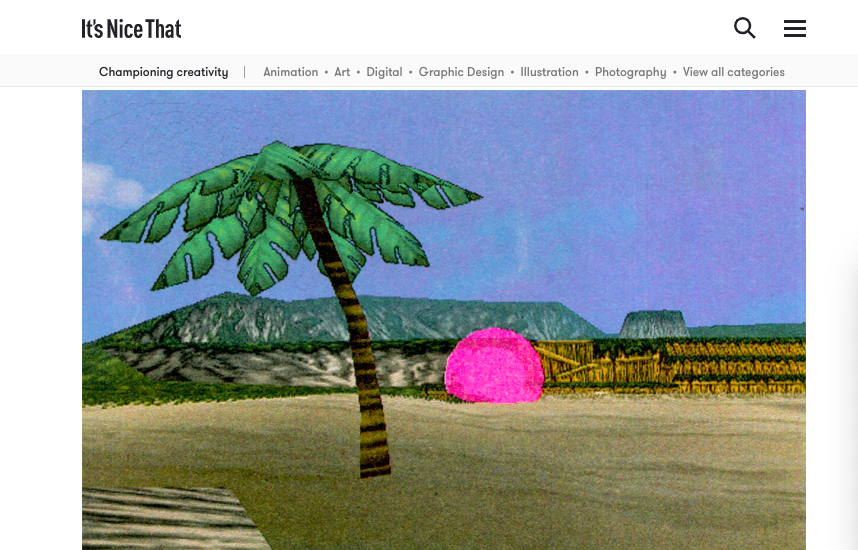 It's Nice That
Championing creativity | Animation • Art • Digital • Graphic Design • Illustration • Photography • View all categories